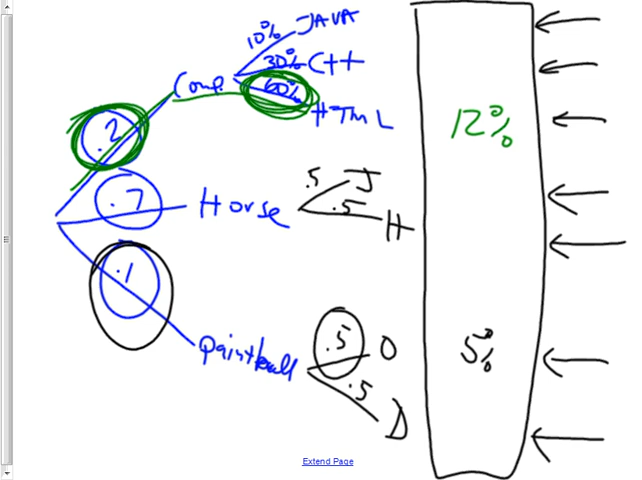 10% JAVA
30% C++
.2 Comp. 60% HTML
12%
.7 Horse .5 J
.5 H
.1
Paintball .5 O
5%
.5 D
Extend Page